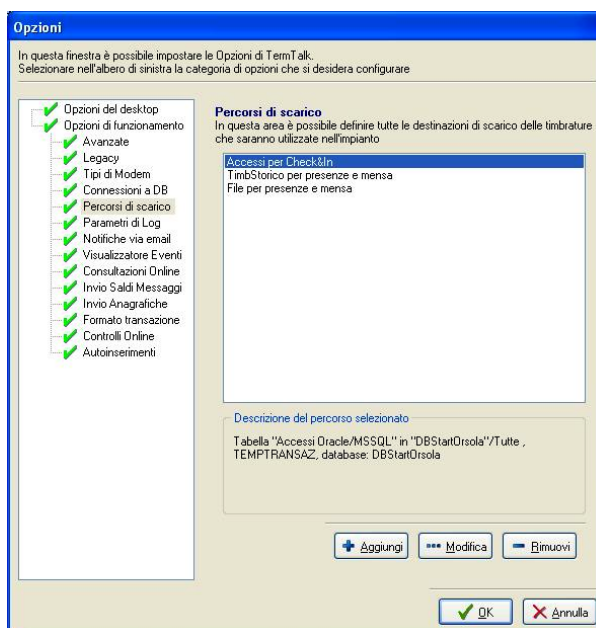 Opzioni
In questa finestra è possibile impostare le Opzioni di TermTalk.
Selezionare nell'albero di sinistra la categoria di opzioni che si desidera configurare
Opzioni del desktop
Opzioni di funzionamento
Avanzate
Legacy
Tipi di Modem
Connessioni a DB
Percorsi di scarico
Parametri di Log
Notifiche via email
Visualizzatore Eventi
Consultazioni Online
Invio Saldi Messaggi
Invio Anagrafiche
Formato transazione
Controlli Online
Autoinserimenti
Percorsi di scarico
In questa area è possibile definire tutte le destinazioni di scarico delle timbrature
che saranno utilizzate nell'impianto
Accessi per Check&In
TimbStorico per presenze e mensa
File per presenze e mensa
Descrizione del percorso selezionato
Tabella "Accessi Oracle/MSSQL" in "DBStartOrsola"/Tutte ,
TEMPTRANSAZ, database: DBStartOrsola
Aggiungi
Modifica
Rimuovi
OK
Annulla